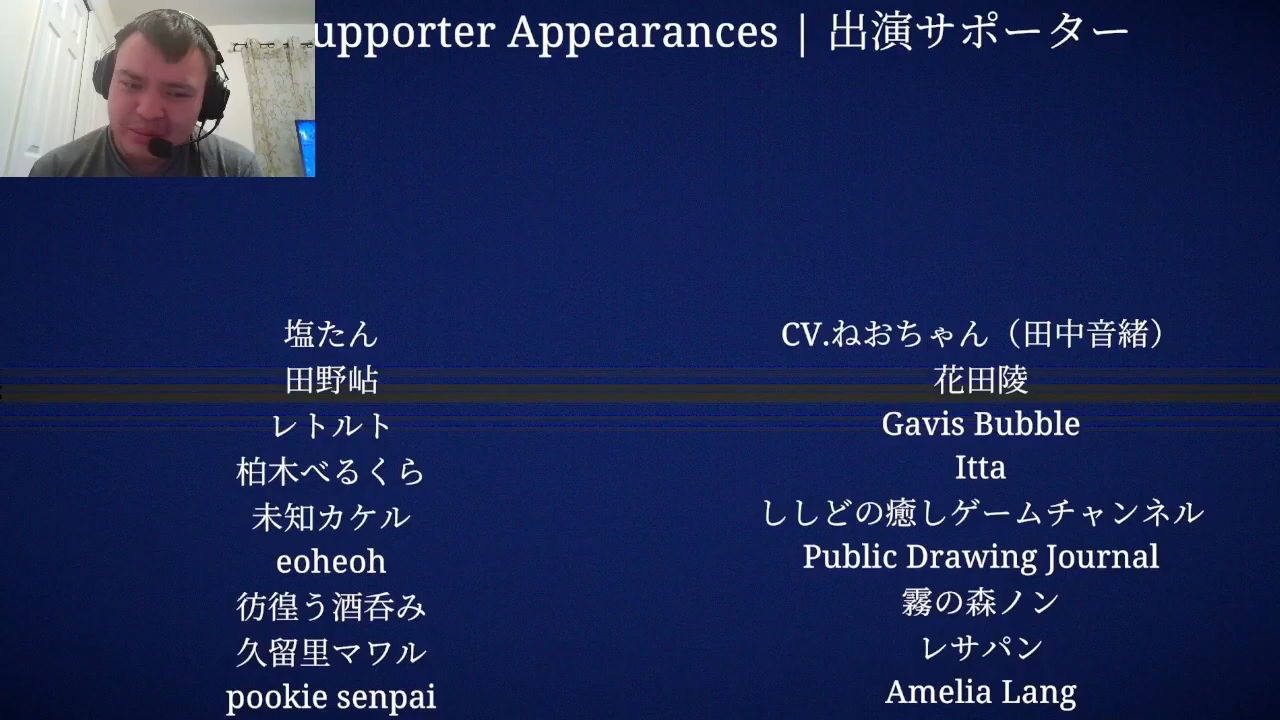 upporter Appearances | 出演サポーター
塩たん
田野岾
レトルト
柏木べるくら
未知カケル
eoheoh
彷徨う酒呑み
久留里マワル
pookie senpai
CV.ねおちゃん（田中音緒）
花田陵
Gavis Bubble
Itta
ししどの癒しゲームチャンネル
Public Drawing Journal
霧の森ノン
レサパン
Amelia Lang